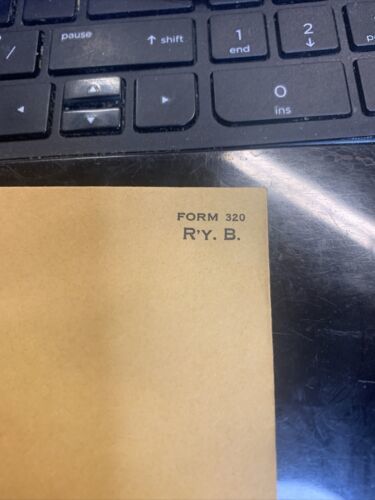 /
pause
↑ shift
1
end
2
↓
◄
▲
▼
►
0
ins
FORM 320
R'Y. B.